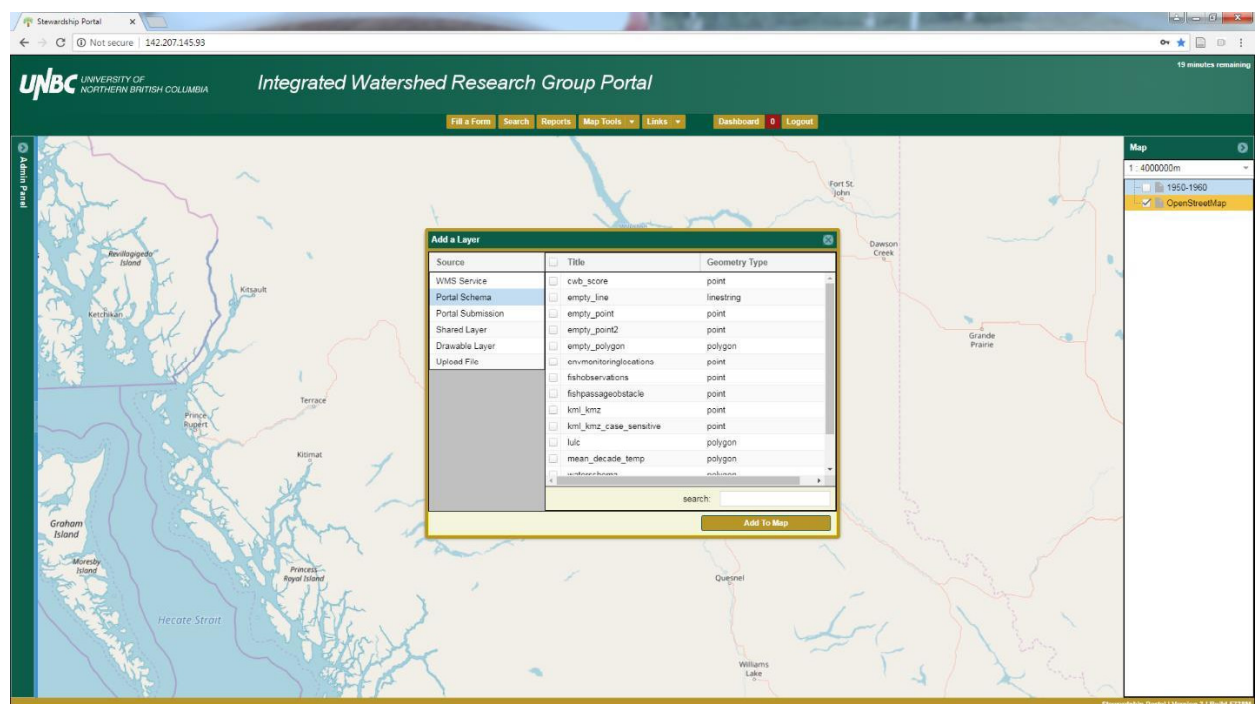 Stewardship Portal
Not secure | 142.207.145.93
19 minutes remaining
UNBC UNIVERSITY OF NORTHERN BRITISH COLUMBIA
Integrated Watershed Research Group Portal
Fill a Form Search Reports Map Tools Links Dashboard 0 Logout
Admin Panel
Map
1 : 4000000m
1950-1960
OpenStreetMap
Fort St. John
Dawson Creek
Grande Prairie
Revillagigedo Island
Ketchikan
Kitsault
Terrace
Prince Rupert
Kitimat
Graham Island
Moresby Island
Princess Royal Island
Hecate Strait
Quesnel
Williams Lake
Add a Layer
Source Title Geometry Type
WMS Service cwb_score point
Portal Schema empty_line linestring
Portal Submission empty_point point
Shared Layer empty_point2 point
Drawable Layer empty_polygon polygon
Upload File envmonitoringlocations point
fishobservations point
fishpassageobstacle point
kml_kmz point
kml_kmz_case_sensitive point
lulc polygon
mean_decade_temp polygon
waterschema polygon
search:
Add To Map